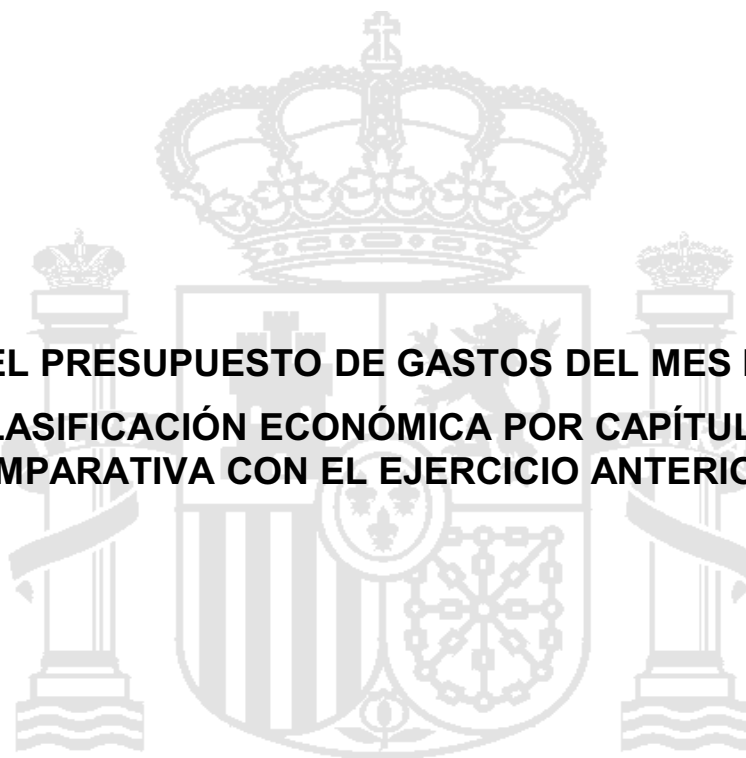 EL PRESUPUESTO DE GASTOS DEL MES
LASIFICACIÓN ECONÓMICA POR CAPÍTUL
MPARATIVA CON EL EJERCICIO ANTERIO